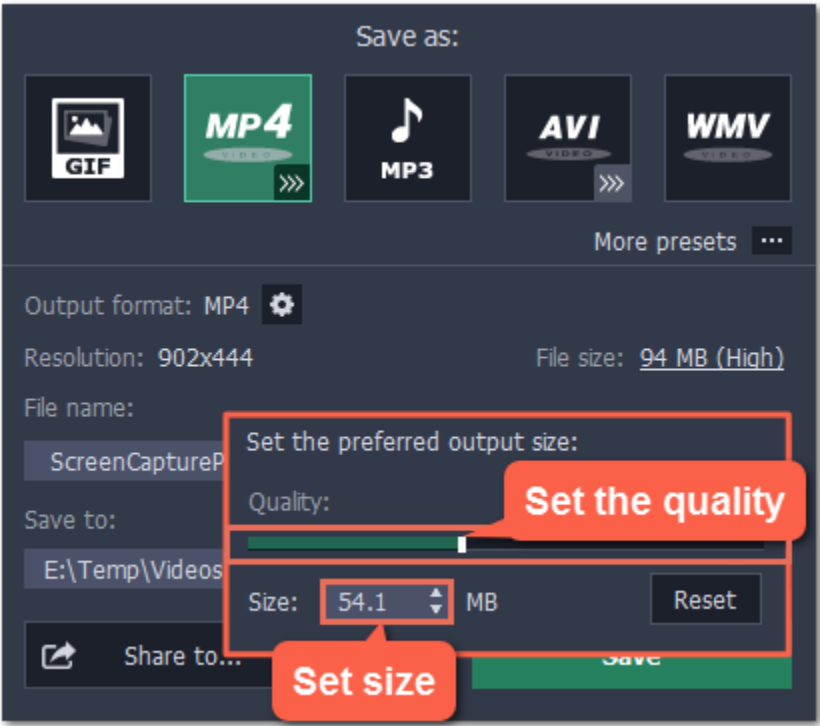 Save as:
GIF
MP4
VIDEO
MP3
AVI
VIDEO
WMV
VIDEO
More presets
Output format: MP4
Resolution: 902x444
File size: 94 MB (High)
File name:
ScreenCaptureP
Set the preferred output size:
Quality:
Set the quality
Save to:
E:\Temp\Videos
Size: 54.1 MB
Reset
Share to...
Set size
Save